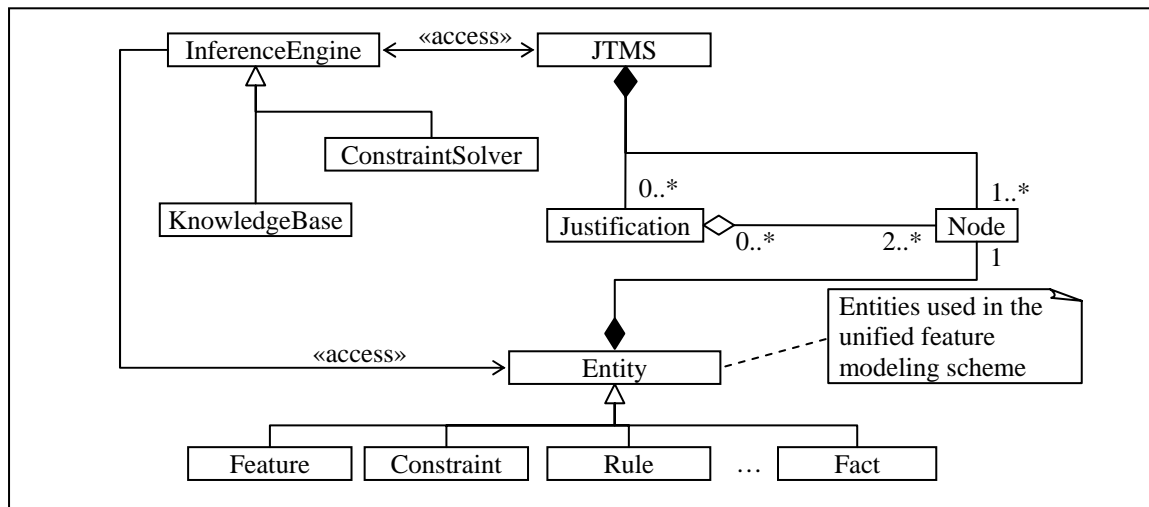 InferenceEngine
«access»
JTMS
ConstraintSolver
KnowledgeBase
0..*
1..*
Justification
0..*
2..*
Node
1
Entities used in the
unified feature
modeling scheme
«access»
Entity
Feature
Constraint
Rule
…
Fact